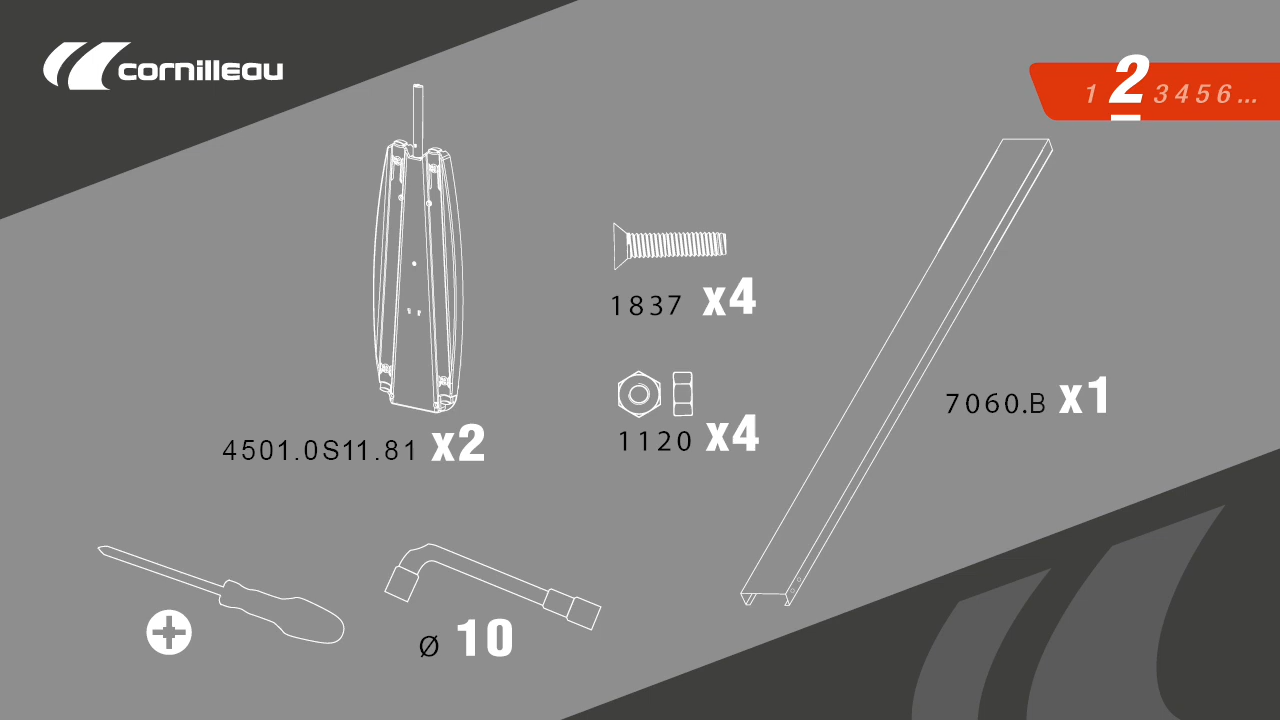 cornilleau
1 2 3 4 5 6 ...
1837 x4
7060.B x1
1120 x4
4501.0S11.81 x2
Ø 10